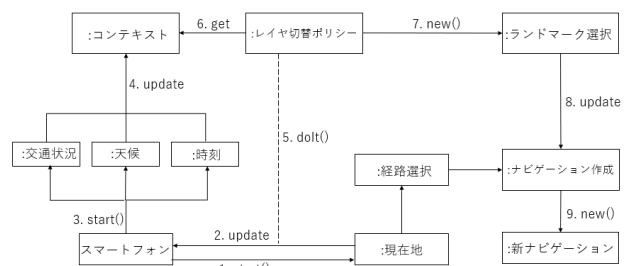 6. get
7. new()
:コンテキスト
:レイヤ切替ポリシー
:ランドマーク選択
4. update
8. update
5. doIt()
:交通状況
:天候
:時刻
:経路選択
:ナビゲーション作成
3. start()
9. new()
2. update
スマートフォン
:現在地
:新ナビゲーション